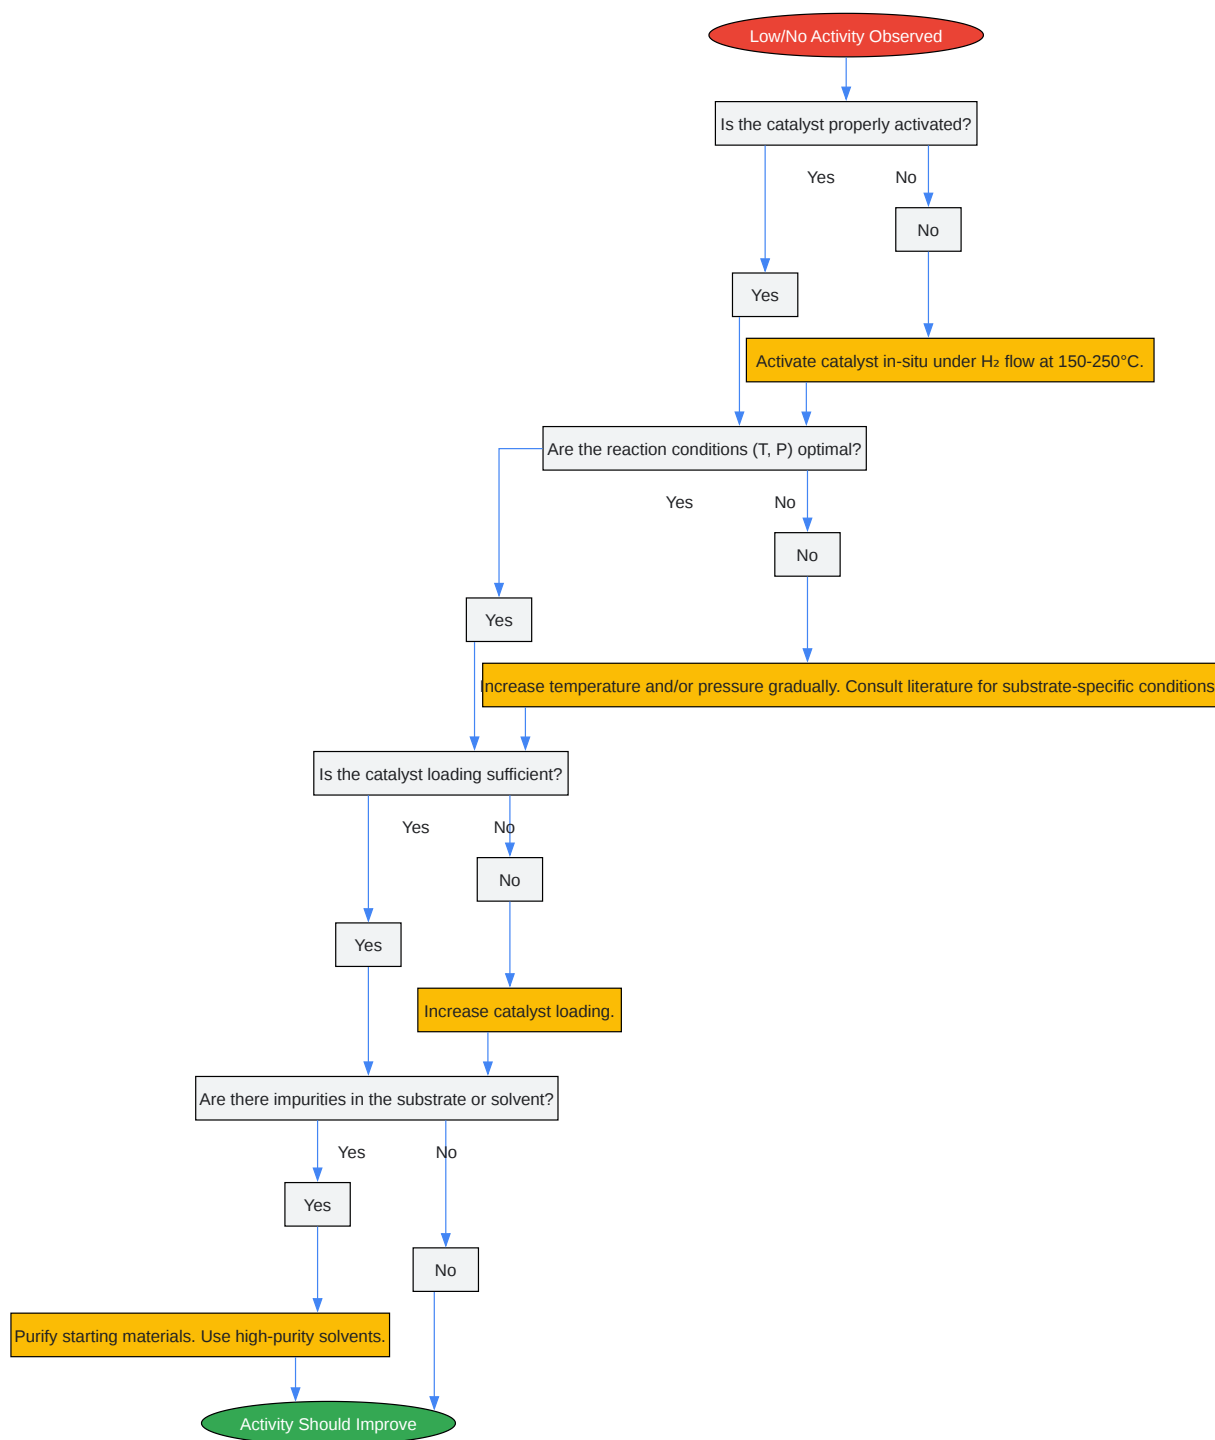 Low/No Activity Observed
Is the catalyst properly activated?
Yes
No
No
Yes
Activate catalyst in-situ under H₂ flow at 150-250°C.
Are the reaction conditions (T, P) optimal?
Yes
No
No
Yes
Increase temperature and/or pressure gradually. Consult literature for substrate-specific conditions
Is the catalyst loading sufficient?
Yes
No
No
Yes
Increase catalyst loading.
Are there impurities in the substrate or solvent?
Yes
No
Yes
No
Purify starting materials. Use high-purity solvents.
Activity Should Improve